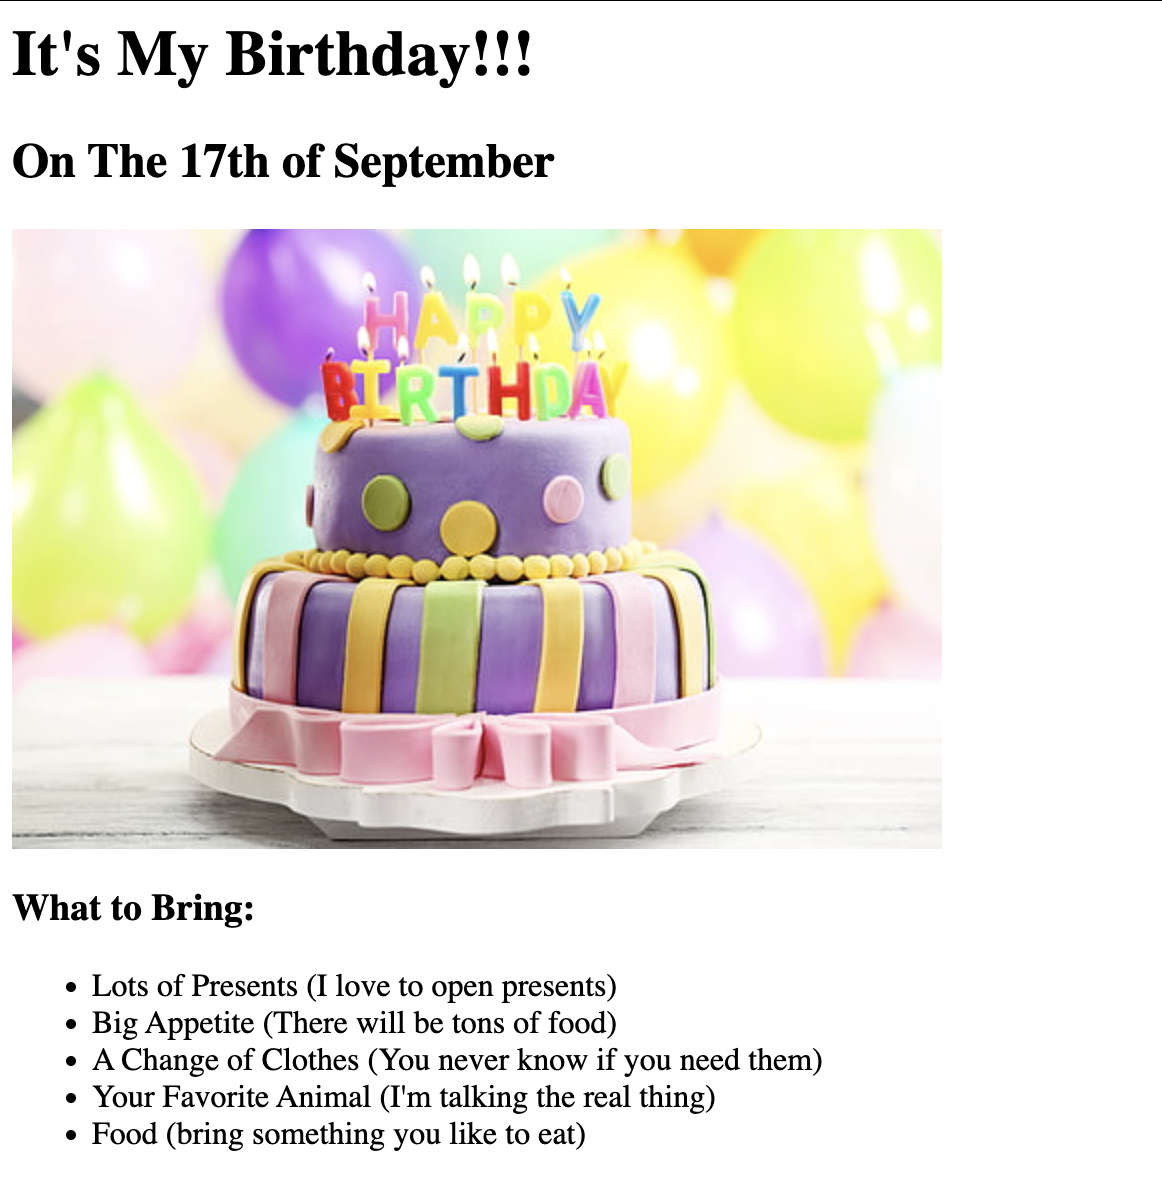 It's My Birthday!!!
On The 17th of September
HAPPY
BIRTHDAY
What to Bring:
Lots of Presents (I love to open presents)
Big Appetite (There will be tons of food)
A Change of Clothes (You never know if you need them)
Your Favorite Animal (I'm talking the real thing)
Food (bring something you like to eat)